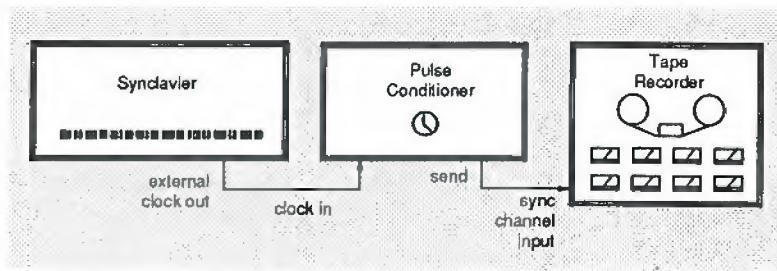 Synclavier
Pulse
Conditioner
Tape
Recorder
external
clock out
clock in
send
sync
channel
input